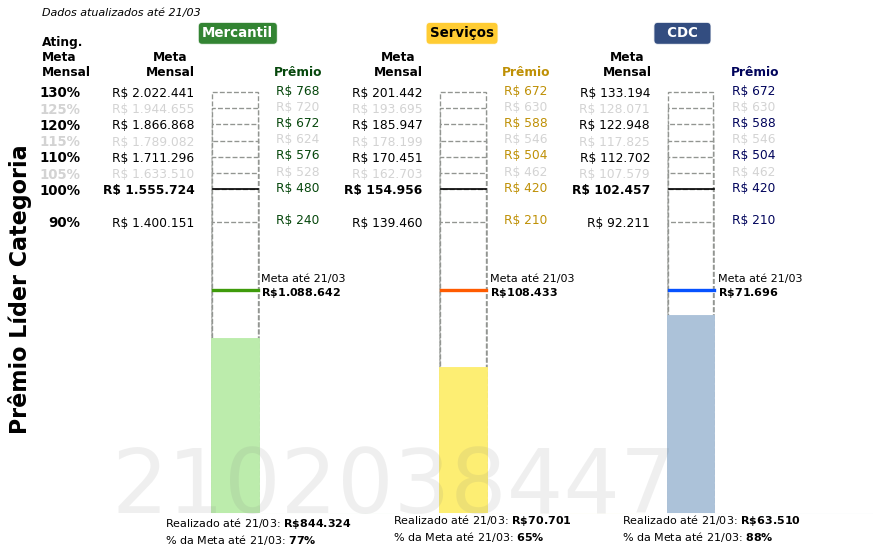 Dados atualizados até 21/03
Mercantil Serviços CDC
Ating.
Meta Meta Meta Meta
Mensal Mensal Prêmio Mensal Prêmio Mensal Prêmio
130% R$ 2.022.441 R$ 768 R$ 201.442 R$ 672 R$ 133.194 R$ 672
125% R$ 1.944.655 R$ 720 R$ 193.695 R$ 630 R$ 128.071 R$ 630
120% R$ 1.866.868 R$ 672 R$ 185.947 R$ 588 R$ 122.948 R$ 588
115% R$ 1.789.082 R$ 624 R$ 178.199 R$ 546 R$ 117.825 R$ 546
110% R$ 1.711.296 R$ 576 R$ 170.451 R$ 504 R$ 112.702 R$ 504
105% R$ 1.633.510 R$ 528 R$ 162.703 R$ 462 R$ 107.579 R$ 462
100% R$ 1.555.724 R$ 480 R$ 154.956 R$ 420 R$ 102.457 R$ 420
90% R$ 1.400.151 R$ 240 R$ 139.460 R$ 210 R$ 92.211 R$ 210
Prêmio Líder Categoria
Meta até 21/03 Meta até 21/03 Meta até 21/03
R$1.088.642 R$108.433 R$71.696
2102038447
Realizado até 21/03: R$844.324 Realizado até 21/03: R$70.701 Realizado até 21/03: R$63.510
% da Meta até 21/03: 77% % da Meta até 21/03: 65% % da Meta até 21/03: 88%